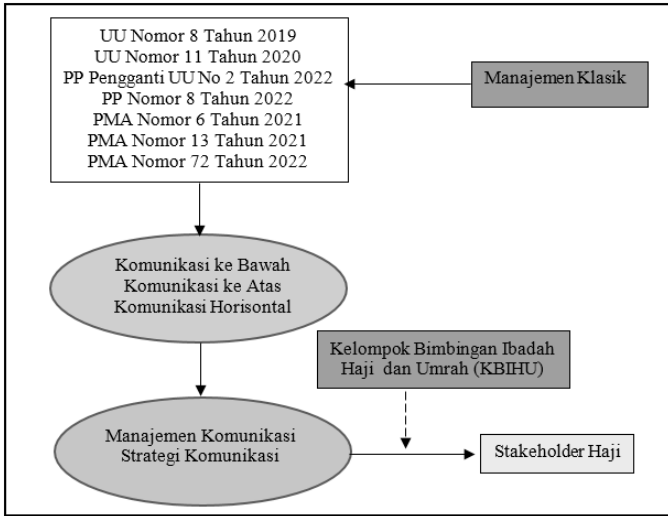 UU Nomor 8 Tahun 2019
UU Nomor 11 Tahun 2020
PP Pengganti UU No 2 Tahun 2022
PP Nomor 8 Tahun 2022
PMA Nomor 6 Tahun 2021
PMA Nomor 13 Tahun 2021
PMA Nomor 72 Tahun 2022
Manajemen Klasik
Komunikasi ke Bawah
Komunikasi ke Atas
Komunikasi Horisontal
Kelompok Bimbingan Ibadah
Haji dan Umrah (KBIHU)
Manajemen Komunikasi
Strategi Komunikasi
Stakeholder Haji